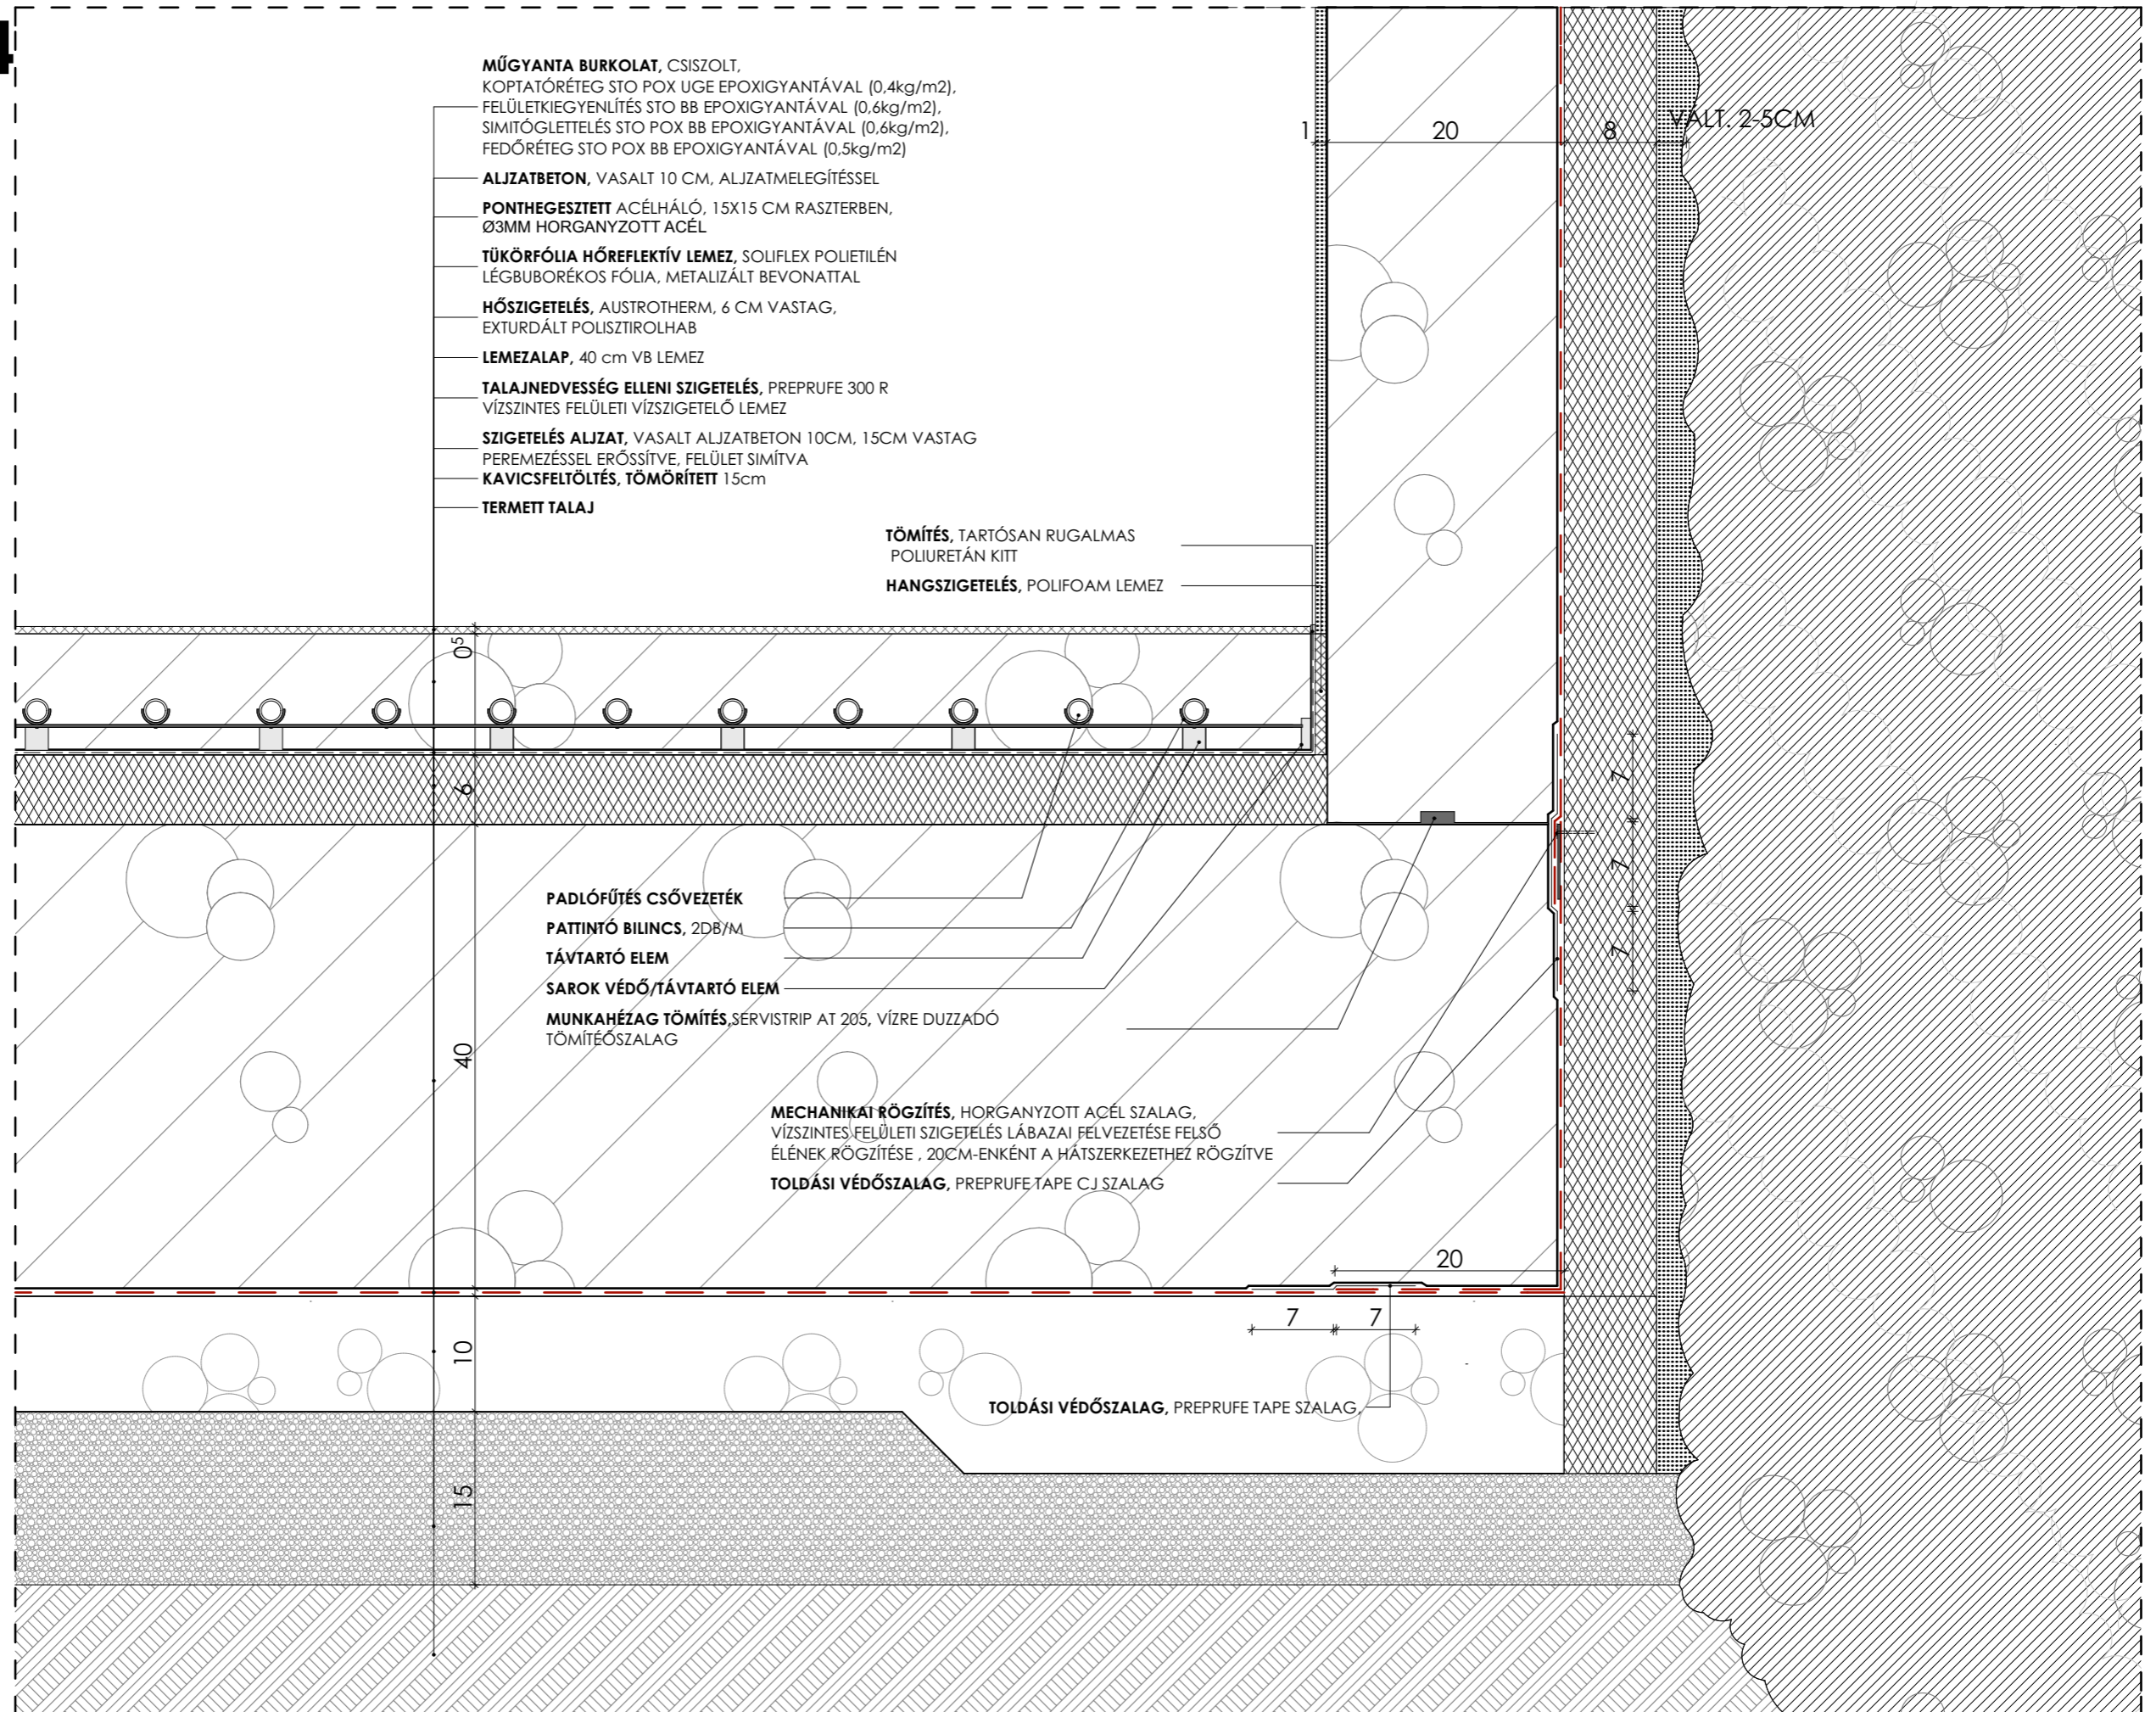 4
MŰGYANTA BURKOLAT, CSISZOLT,
KOPTATÓRÉTEG STO POX UGE EPOXIGYANTÁVAL (0,4kg/m2),
FELÜLETKIEGYENLÍTÉS STO BB EPOXIGYANTÁVAL (0,6kg/m2),
SIMITÓGLETTELÉS STO POX BB EPOXIGYANTÁVAL (0,6kg/m2),
FEDŐRÉTEG STO POX BB EPOXIGYANTÁVAL (0,5kg/m2)
ALJZATBETON, VASALT 10 CM, ALJZATMELEGÍTÉSSEL
PONTHEGESZTETT ACÉLHÁLÓ, 15X15 CM RASZTERBEN,
Ø3MM HORGANYZOTT ACÉL
TÜKÖRFÓLIA HŐREFLEKTÍV LEMEZ, SOLIFLEX POLIETILÉN
LÉGBUBORÉKOS FÓLIA, METALIZÁLT BEVONATTAL
HŐSZIGETELÉS, AUSTROTHERM, 6 CM VASTAG,
EXTURDÁLT POLISZTIROLHAB
LEMEZALAP, 40 cm VB LEMEZ
TALAJNEDVESSÉG ELLENI SZIGETELÉS, PREPRUFE 300 R
VÍZSZINTES FELÜLETI VÍZSZIGETELŐ LEMEZ
SZIGETELÉS ALJZAT, VASALT ALJZATBETON 10CM, 15CM VASTAG
PEREMEZÉSSEL ERŐSSÍTVE, FELÜLET SIMÍTVA
KAVICSFELTÖLTÉS, TÖMÖRÍTETT 15cm
TERMETT TALAJ
1
20
8
VÁLT. 2-5CM
TÖMÍTÉS, TARTÓSAN RUGALMAS
POLIURETÁN KITT
HANGSZIGETELÉS, POLIFOAM LEMEZ
05
6
40
10
15
7
7
7
PADLÓFŰTÉS CSŐVEZETÉK
PATTINTÓ BILINCS, 2DB/M
TÁVTARTÓ ELEM
SAROK VÉDŐ/TÁVTARTÓ ELEM
MUNKAHÉZAG TÖMÍTÉS,SERVISTRIP AT 205, VÍZRE DUZZADÓ
TÖMÍTÉŐSZALAG
MECHANIKAI RÖGZÍTÉS, HORGANYZOTT ACÉL SZALAG,
VÍZSZINTES FELÜLETI SZIGETELÉS LÁBAZAI FELVEZETÉSE FELSŐ
ÉLÉNEK RÖGZÍTÉSE , 20CM-ENKÉNT A HÁTSZERKEZETHEZ RÖGZÍTVE
TOLDÁSI VÉDŐSZALAG, PREPRUFE TAPE CJ SZALAG
20
7
7
TOLDÁSI VÉDŐSZALAG, PREPRUFE TAPE SZALAG,